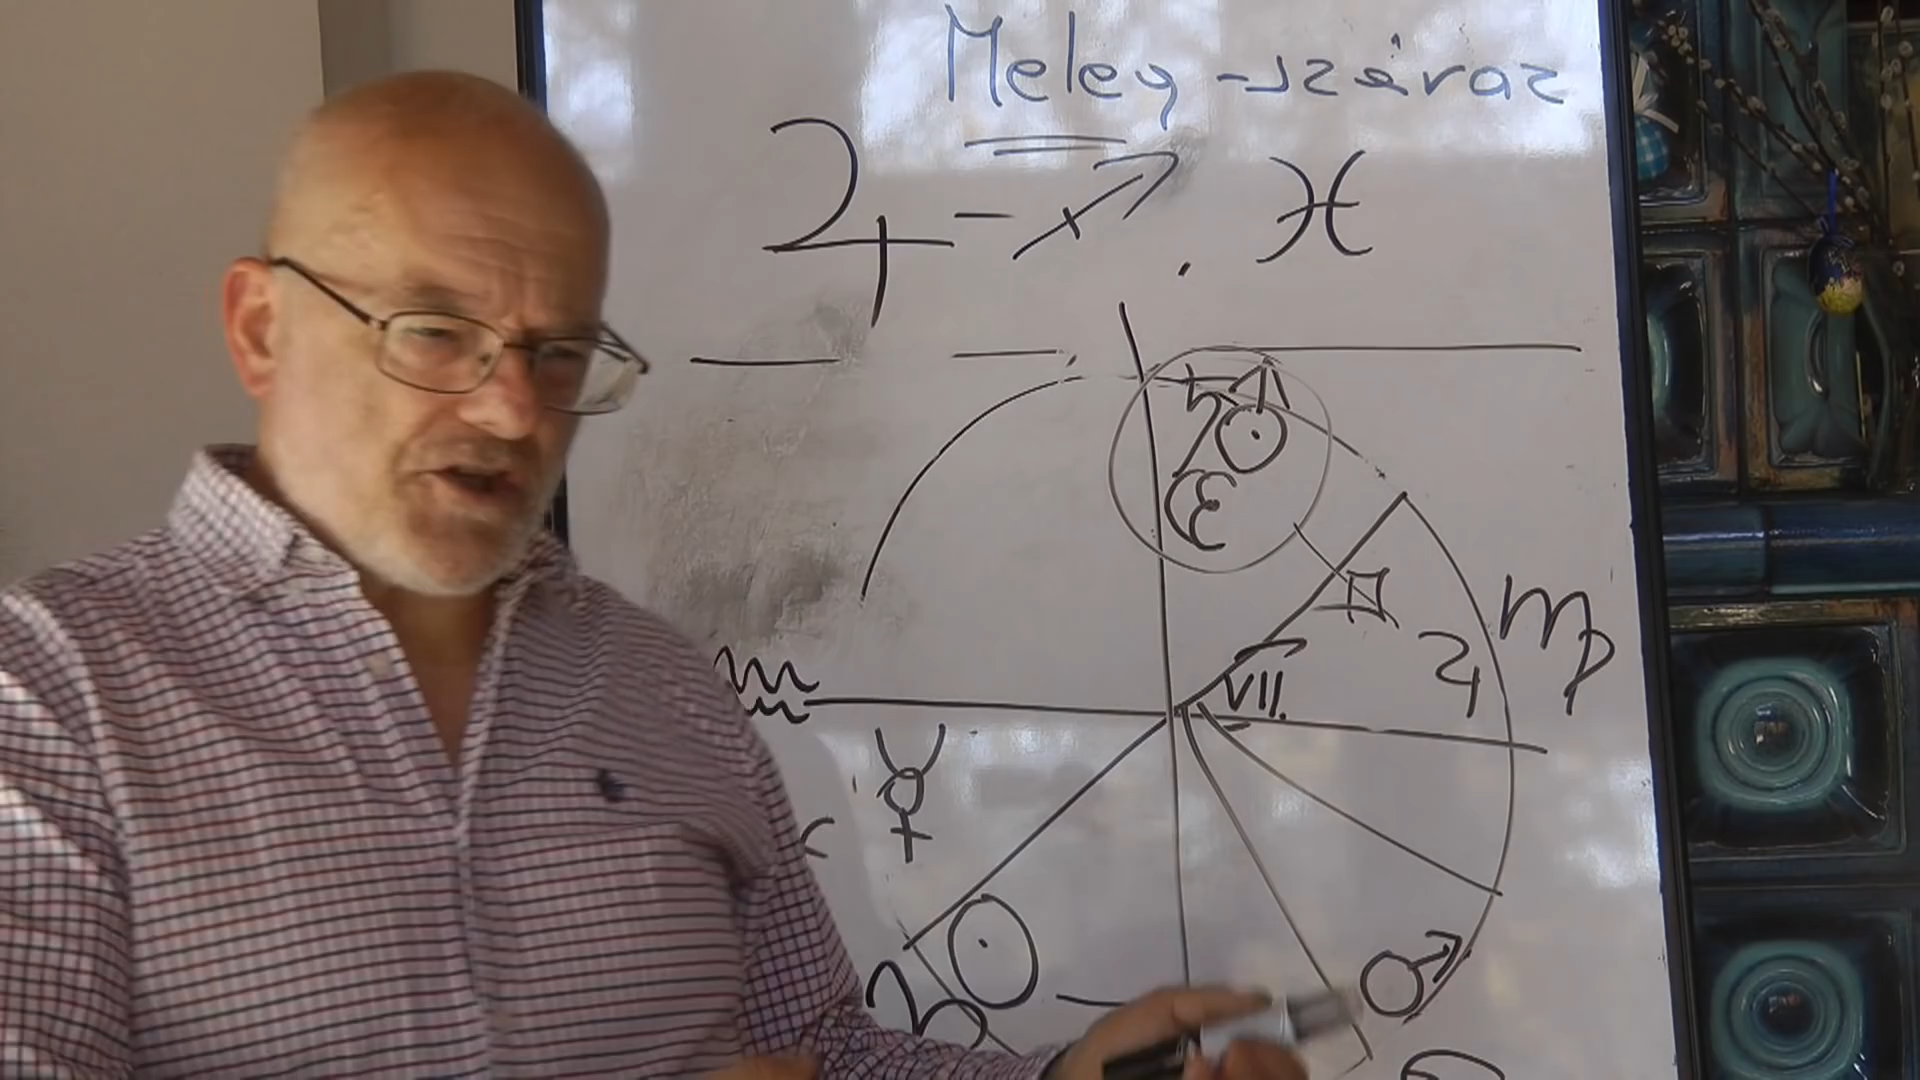 Meleg-száraz
♃ – ♐ . ♓
♄ ☉
☾
♍
♃
VII.
♒
☿
☉
♂